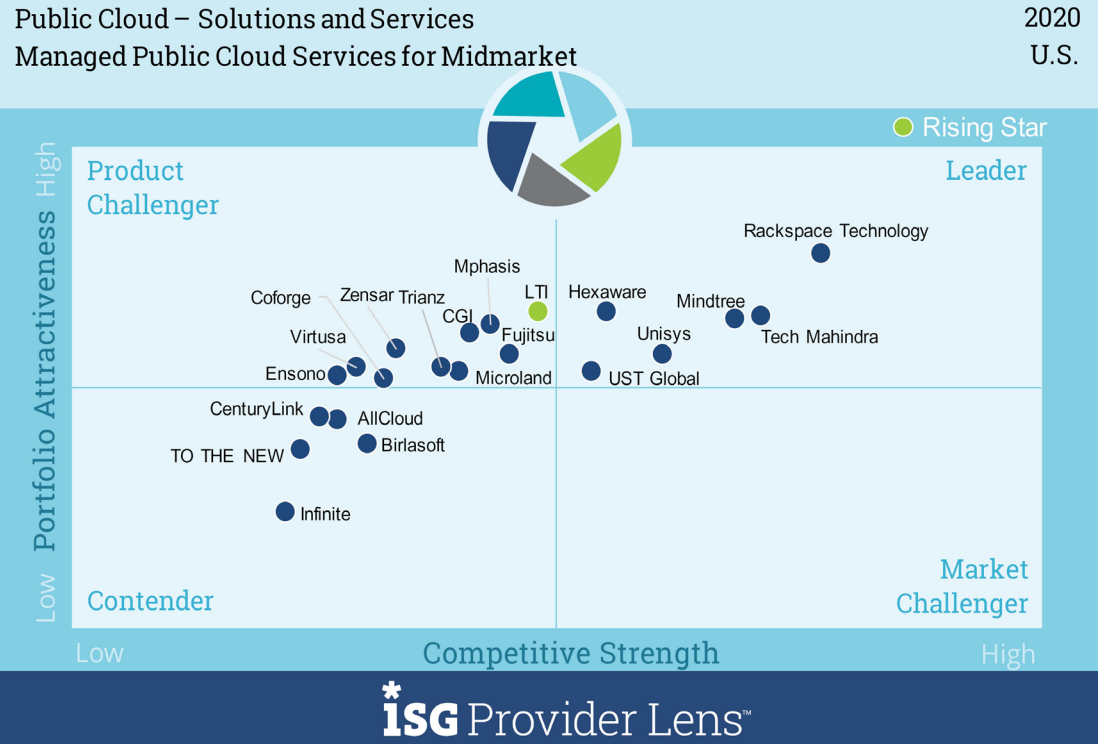 Public Cloud – Solutions and Services
2020
Managed Public Cloud Services for Midmarket
U.S.
Rising Star
High
Product
Challenger
Leader
Portfolio Attractiveness
Rackspace Technology
Mphasis
LTI
Hexaware
Coforge
Zensar
Trianz
CGI
Mindtree
Virtusa
Fujitsu
Unisys
Tech Mahindra
Ensono
Microland
UST Global
CenturyLink
AllCloud
Birlasoft
TO THE NEW
Infinite
Low
Contender
Market
Challenger
Low
Competitive Strength
High
ISG Provider Lens™